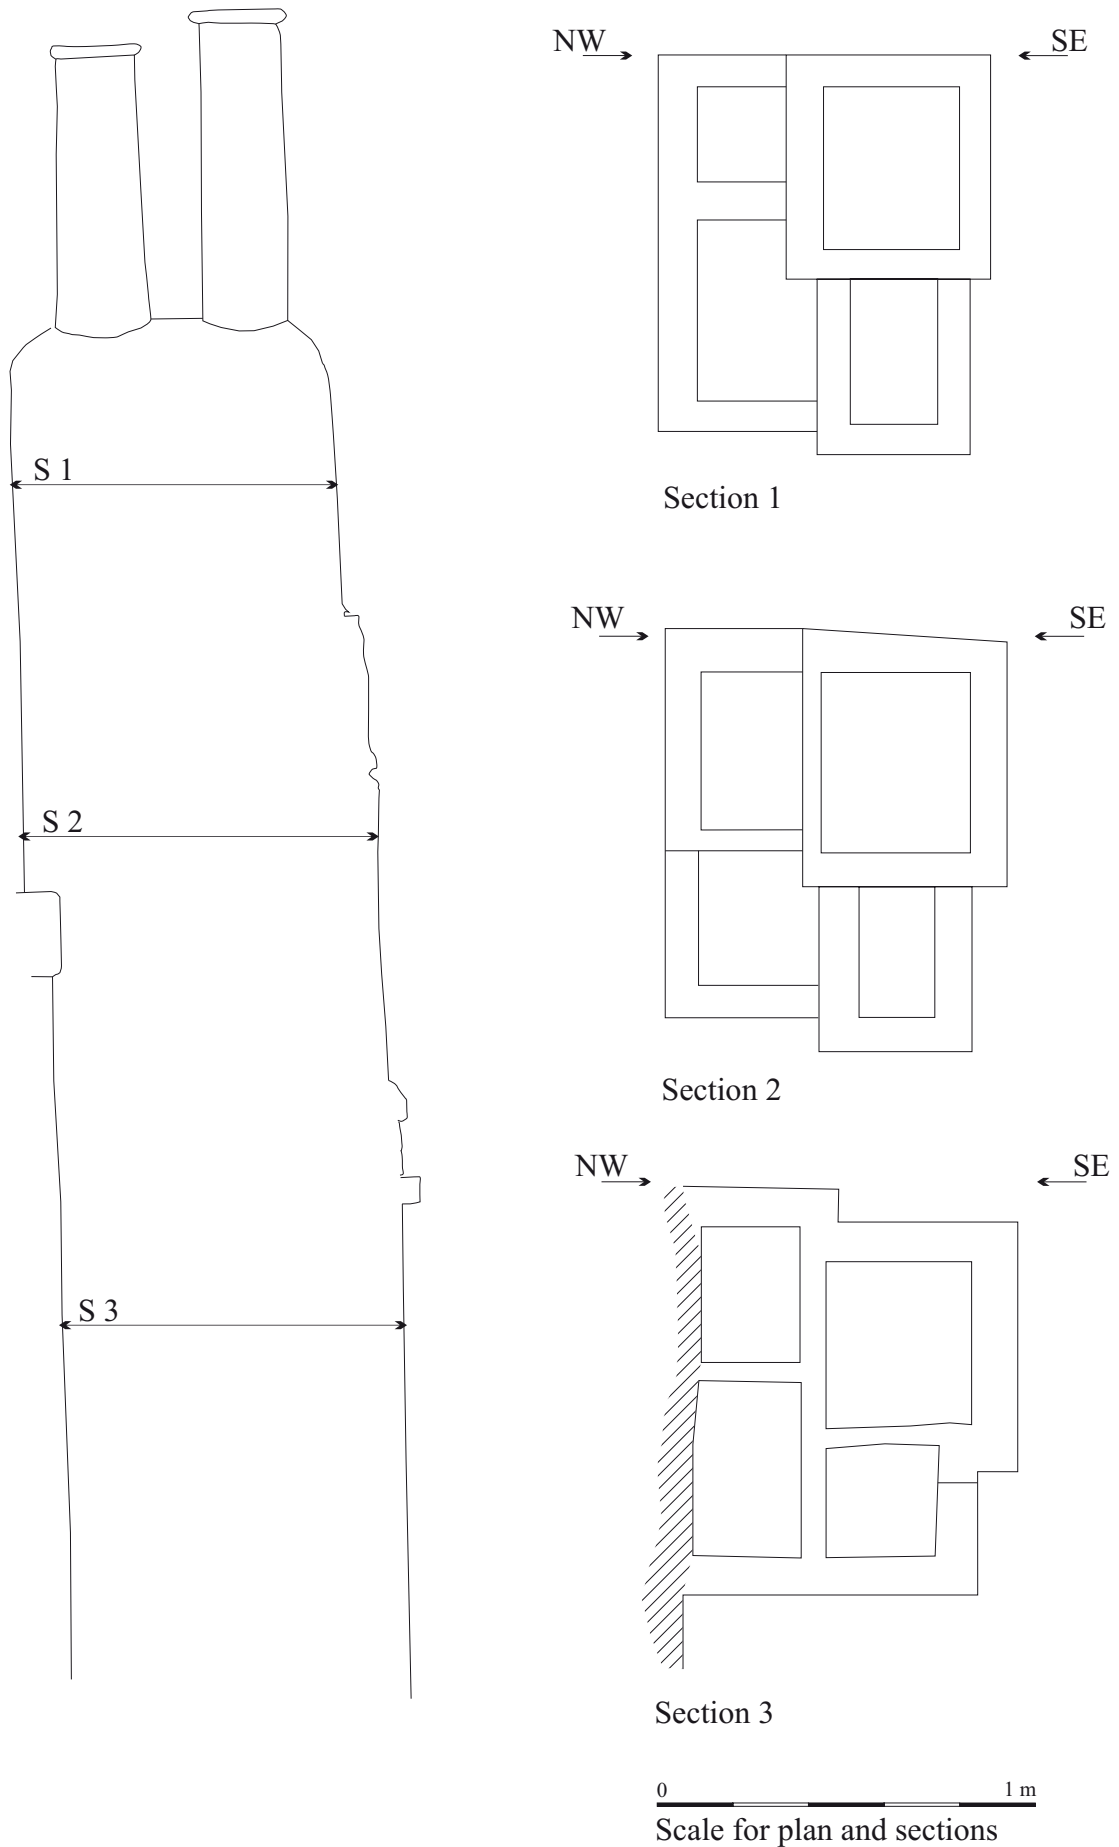 NW
SE
S 1
Section 1
NW
SE
S 2
Section 2
NW
SE
S 3
Section 3
0
1 m
Scale for plan and sections